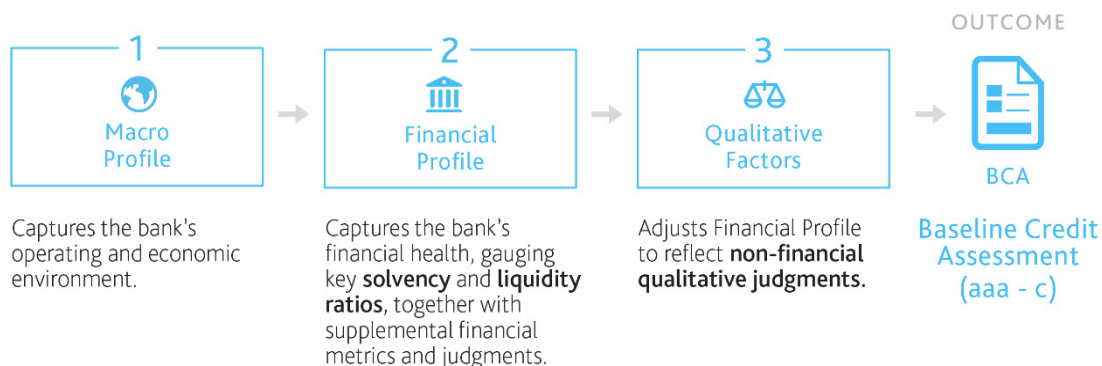 OUTCOME
1
Macro
Profile
Captures the bank's
operating and economic
environment.
2
Financial
Profile
Captures the bank's
financial health, gauging
key solvency and liquidity
ratios, together with
supplemental financial
metrics and judgments.
3
Qualitative
Factors
Adjusts Financial Profile
to reflect non-financial
qualitative judgments.
BCA
Baseline Credit
Assessment
(aaa - c)